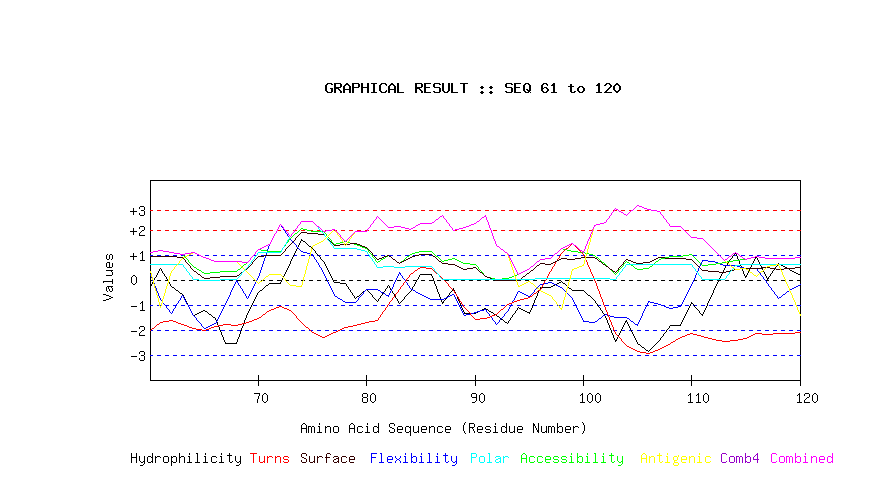 GRAPHICAL RESULT :: SEQ 61 to 120
+3
+2
+1
0
-1
-2
-3
Values
70 80 90 100 110 120
Amino Acid Sequence (Residue Number)
Hydrophilicity Turns Surface Flexibility Polar Accessibility Antigenic Comb4 Combined